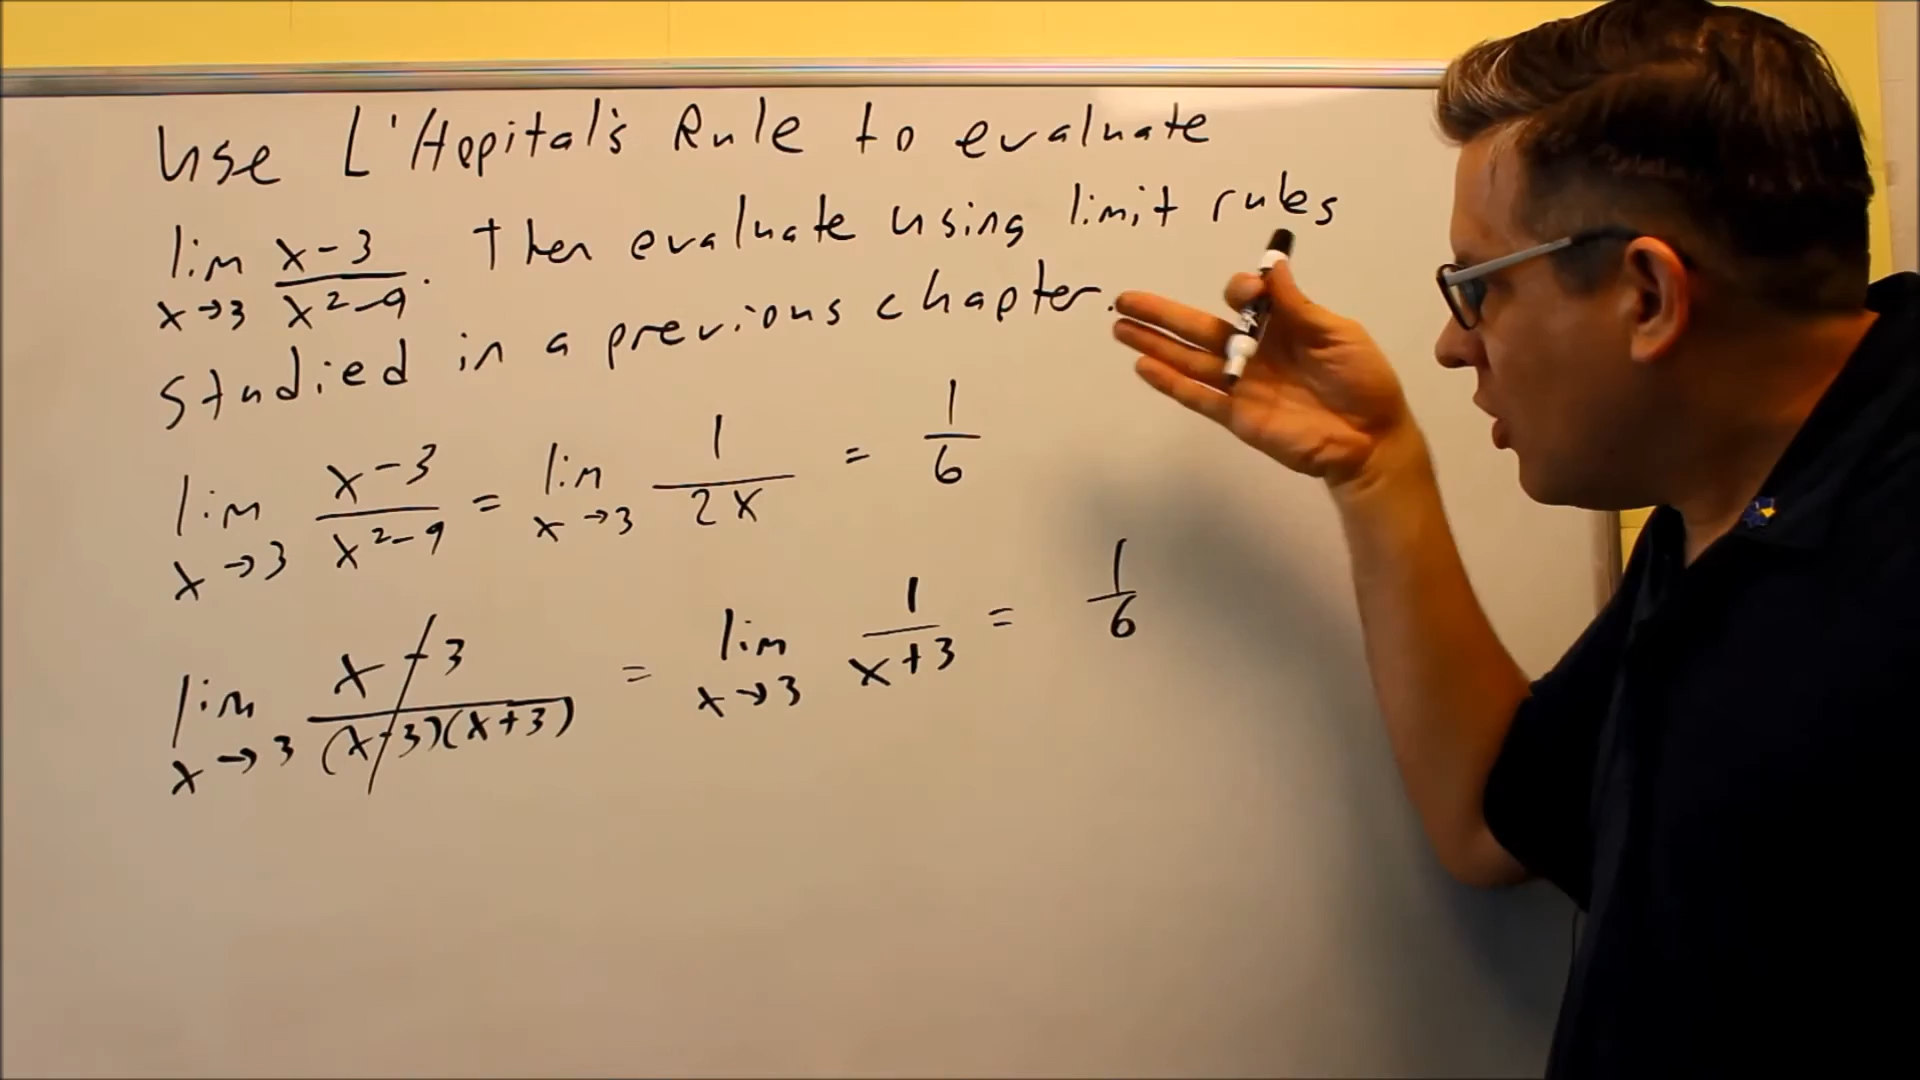 Use L'Hopital's Rule to evaluate
lim x→3 (x-3)/(x²-9). Then evaluate using limit rules
studied in a previous chapter.
lim x→3 (x-3)/(x²-9) = lim x→3 1/(2x) = 1/6
lim x→3 (x-3)/((x-3)(x+3)) = lim x→3 1/(x+3) = 1/6